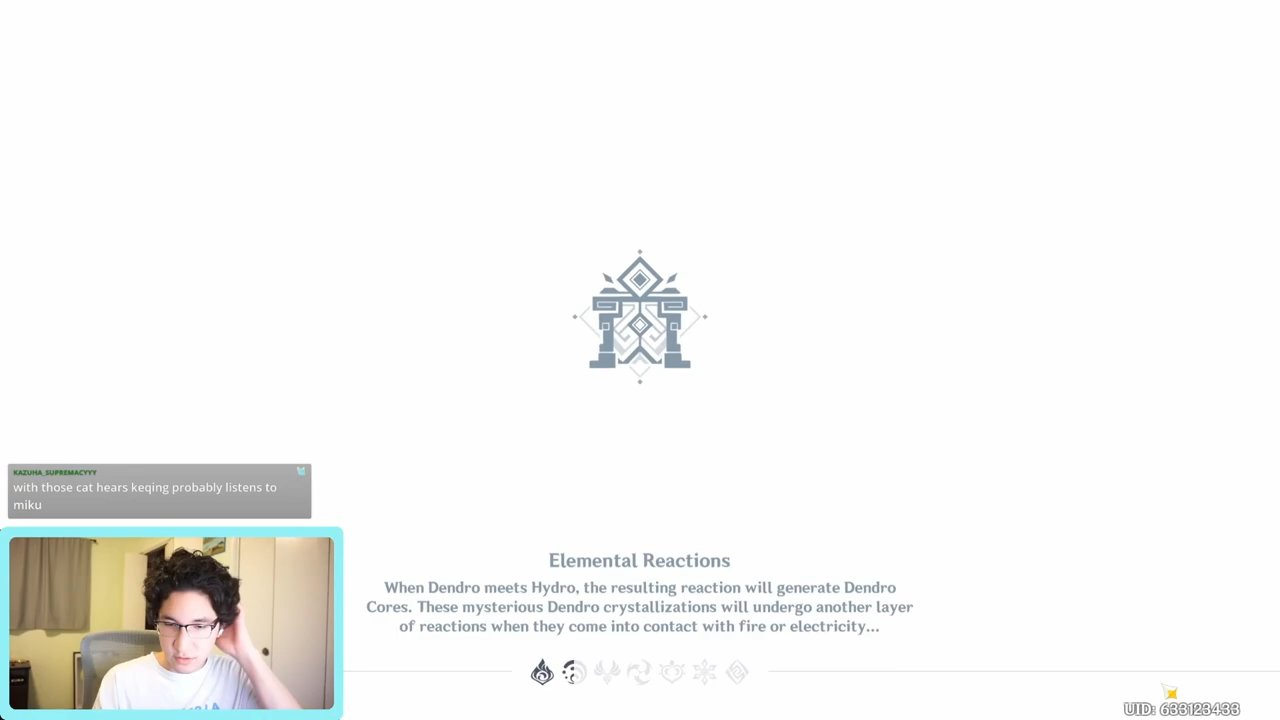 KAZUHA_SUPREMACYYY
with those cat hears keqing probably listens to
miku
Elemental Reactions
When Dendro meets Hydro, the resulting reaction will generate Dendro
Cores. These mysterious Dendro crystallizations will undergo another layer
of reactions when they come into contact with fire or electricity...
UID: 633123433